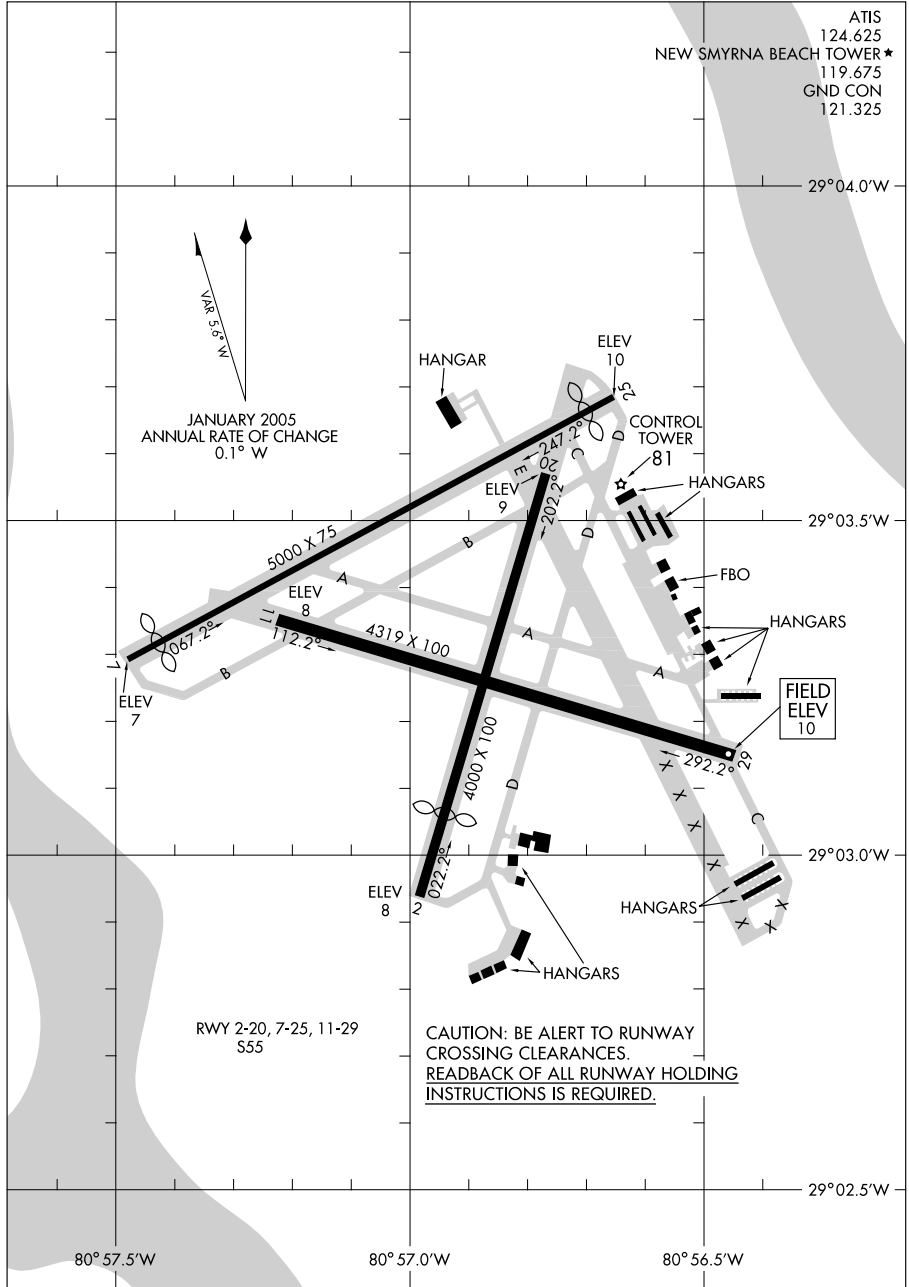 ATIS
124.625
NEW SMYRNA BEACH TOWER★
119.675
GND CON
121.325
29°04.0'W
VAR 5.6° W
JANUARY 2005
ANNUAL RATE OF CHANGE
0.1° W
HANGAR
ELEV
10
25
247.2°
C
D
CONTROL
TOWER
81
E
20
ELEV
9
202.2°
HANGARS
29°03.5'W
5000 X 75
B
D
A
FBO
ELEV
8
11
112.2°
4319 X 100
A
HANGARS
067.2°
7
ELEV
7
B
A
FIELD
ELEV
10
292.2°
29
4000 X 100
D
X
X
X
C
022.2°
29°03.0'W
X
ELEV
8
2
HANGARS
X
X
X
HANGARS
RWY 2-20, 7-25, 11-29
S55
CAUTION: BE ALERT TO RUNWAY
CROSSING CLEARANCES.
READBACK OF ALL RUNWAY HOLDING
INSTRUCTIONS IS REQUIRED.
29°02.5'W
80°57.5'W
80°57.0'W
80°56.5'W